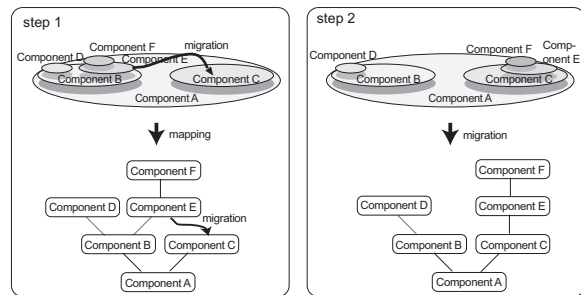 step 1
Component F
migration
Component D
Component E
Component B
Component C
Component A
mapping
Component F
Component D
Component E
migration
Component B
Component C
Component A
step 2
Component F
Comp-
onent E
Component D
Component B
Component C
Component A
migration
Component F
Component D
Component E
Component B
Component C
Component A